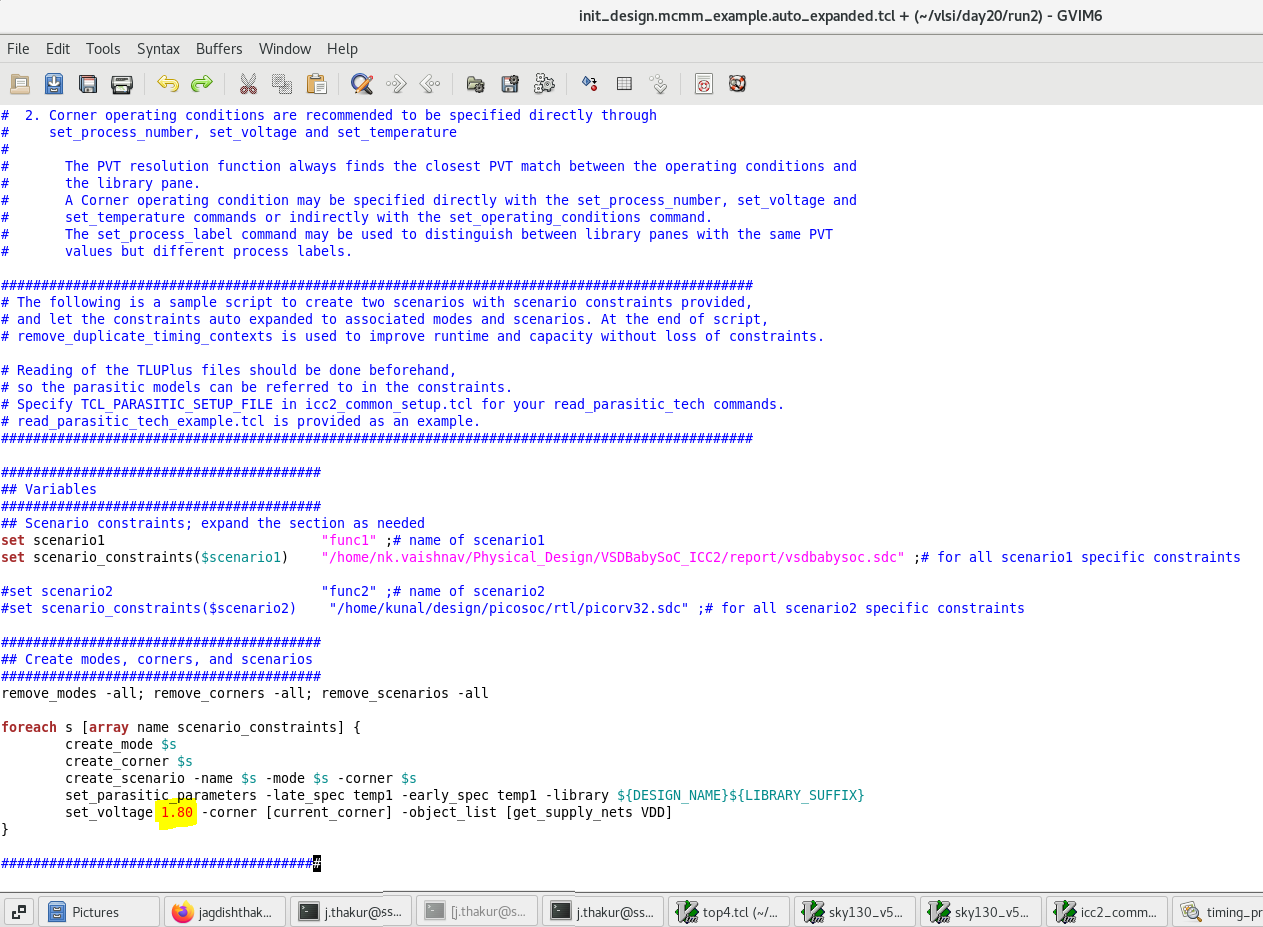 init_design.mcmm_example.auto_expanded.tcl + (~/vlsi/day20/run2) - GVIM6
File Edit Tools Syntax Buffers Window Help
#  2. Corner operating conditions are recommended to be specified directly through
#     set_process_number, set_voltage and set_temperature
#
#       The PVT resolution function always finds the closest PVT match between the operating conditions and
#       the library pane.
#       A Corner operating condition may be specified directly with the set_process_number, set_voltage and
#       set_temperature commands or indirectly with the set_operating_conditions command.
#       The set_process_label command may be used to distinguish between library panes with the same PVT
#       values but different process labels.
##############################################################################################
# The following is a sample script to create two scenarios with scenario constraints provided,
# and let the constraints auto expanded to associated modes and scenarios. At the end of script,
# remove_duplicate_timing_contexts is used to improve runtime and capacity without loss of constraints.
# Reading of the TLUPlus files should be done beforehand,
# so the parasitic models can be referred to in the constraints.
# Specify TCL_PARASITIC_SETUP_FILE in icc2_common_setup.tcl for your read_parasitic_tech commands.
# read_parasitic_tech_example.tcl is provided as an example.
##############################################################################################
########################################
## Variables
########################################
## Scenario constraints; expand the section as needed
set scenario1                           "func1" ;# name of scenario1
set scenario_constraints($scenario1)    "/home/nk.vaishnav/Physical_Design/VSDBabySoC_ICC2/report/vsdbabysoc.sdc" ;# for all scenario1 specific constraints
#set scenario2                          "func2" ;# name of scenario2
#set scenario_constraints($scenario2)    "/home/kunal/design/picosoc/rtl/picorv32.sdc" ;# for all scenario2 specific constraints
########################################
## Create modes, corners, and scenarios
########################################
remove_modes -all; remove_corners -all; remove_scenarios -all
foreach s [array name scenario_constraints] {
        create_mode $s
        create_corner $s
        create_scenario -name $s -mode $s -corner $s
        set_parasitic_parameters -late_spec temp1 -early_spec temp1 -library ${DESIGN_NAME}${LIBRARY_SUFFIX}
        set_voltage 1.80 -corner [current_corner] -object_list [get_supply_nets VDD]
}
########################################
Pictures jagdishthak... j.thakur@ss... [j.thakur@s... j.thakur@ss... top4.tcl (~/... sky130_v5... sky130_v5... icc2_comm... timing_pr